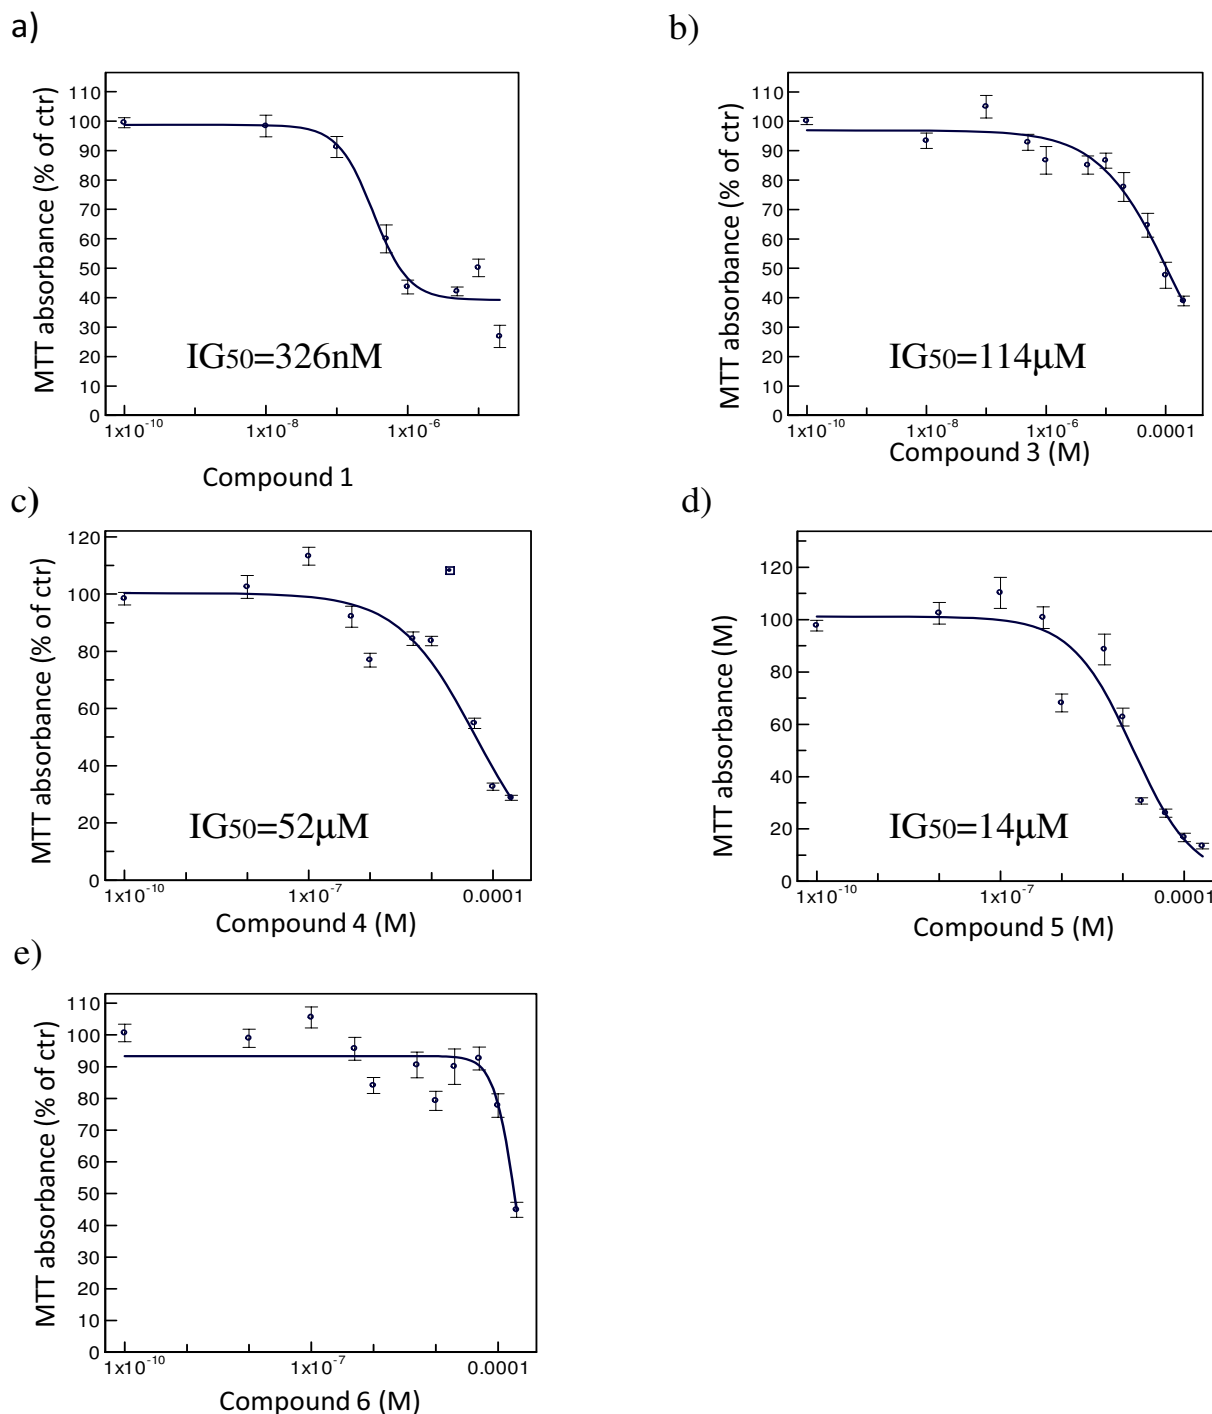 a)
MTT absorbance (% of ctr)
110
100
90
80
70
60
50
40
30
20
10
0
IG50=326nM
1x10-10
1x10-8
1x10-6
Compound 1
b)
MTT absorbance (% of ctr)
110
100
90
80
70
60
50
40
30
20
10
0
IG50=114μM
1x10-10
1x10-8
1x10-6
0.0001
Compound 3 (M)
c)
MTT absorbance (% of ctr)
120
100
80
60
40
20
0
IG50=52μM
1x10-10
1x10-7
0.0001
Compound 4 (M)
d)
MTT absorbance (M)
120
100
80
60
40
20
0
IG50=14μM
1x10-10
1x10-7
0.0001
Compound 5 (M)
e)
MTT absorbance (% of ctr)
110
100
90
80
70
60
50
40
30
20
10
0
1x10-10
1x10-7
0.0001
Compound 6 (M)